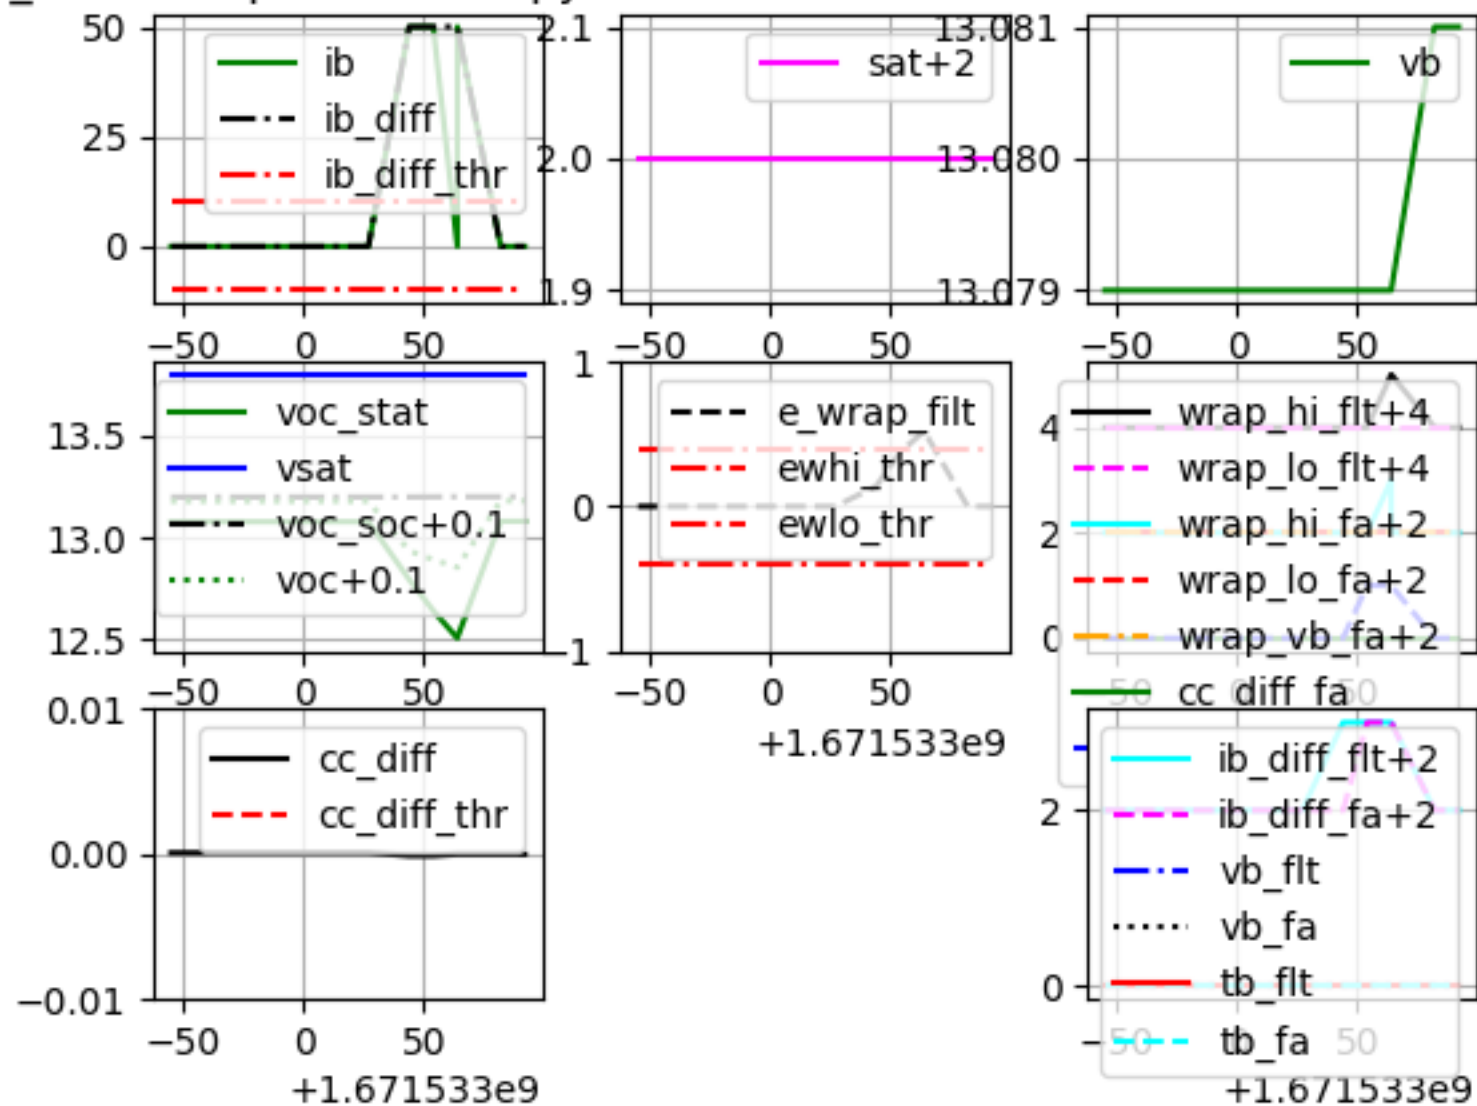 50
25
0
ib
ib_diff
ib_diff_thr
−50 0 50
2.1
2.0
1.9
sat+2
−50 0 50
13.081
13.080
13.079
vb
−50 0 50
13.5
13.0
12.5
voc_stat
vsat
voc_soc+0.1
voc+0.1
−50 0 50
1
0
−1
e_wrap_filt
ewhi_thr
ewlo_thr
−50 0 50
+1.671533e9
4
2
0
wrap_hi_flt+4
wrap_lo_flt+4
wrap_hi_fa+2
wrap_lo_fa+2
wrap_vb_fa+2
cc_diff_fa
50 50
0.01
0.00
−0.01
cc_diff
cc_diff_thr
−50 0 50
+1.671533e9
2
0
ib_diff_flt+2
ib_diff_fa+2
vb_flt
vb_fa
tb_flt
tb_fa
−50 50
+1.671533e9